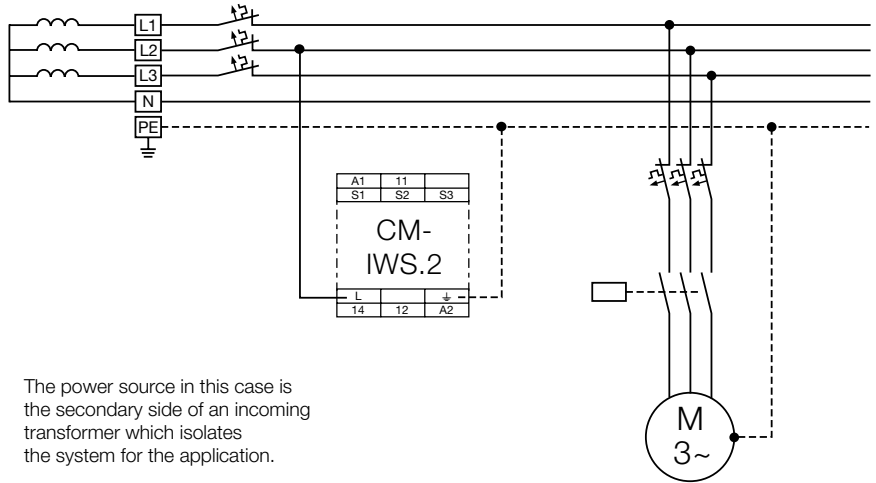 L1
L2
L3
N
PE
A1 11
S1 S2 S3
CM-
IWS.2
L
14 12 A2
M
3~
The power source in this case is
the secondary side of an incoming
transformer which isolates
the system for the application.